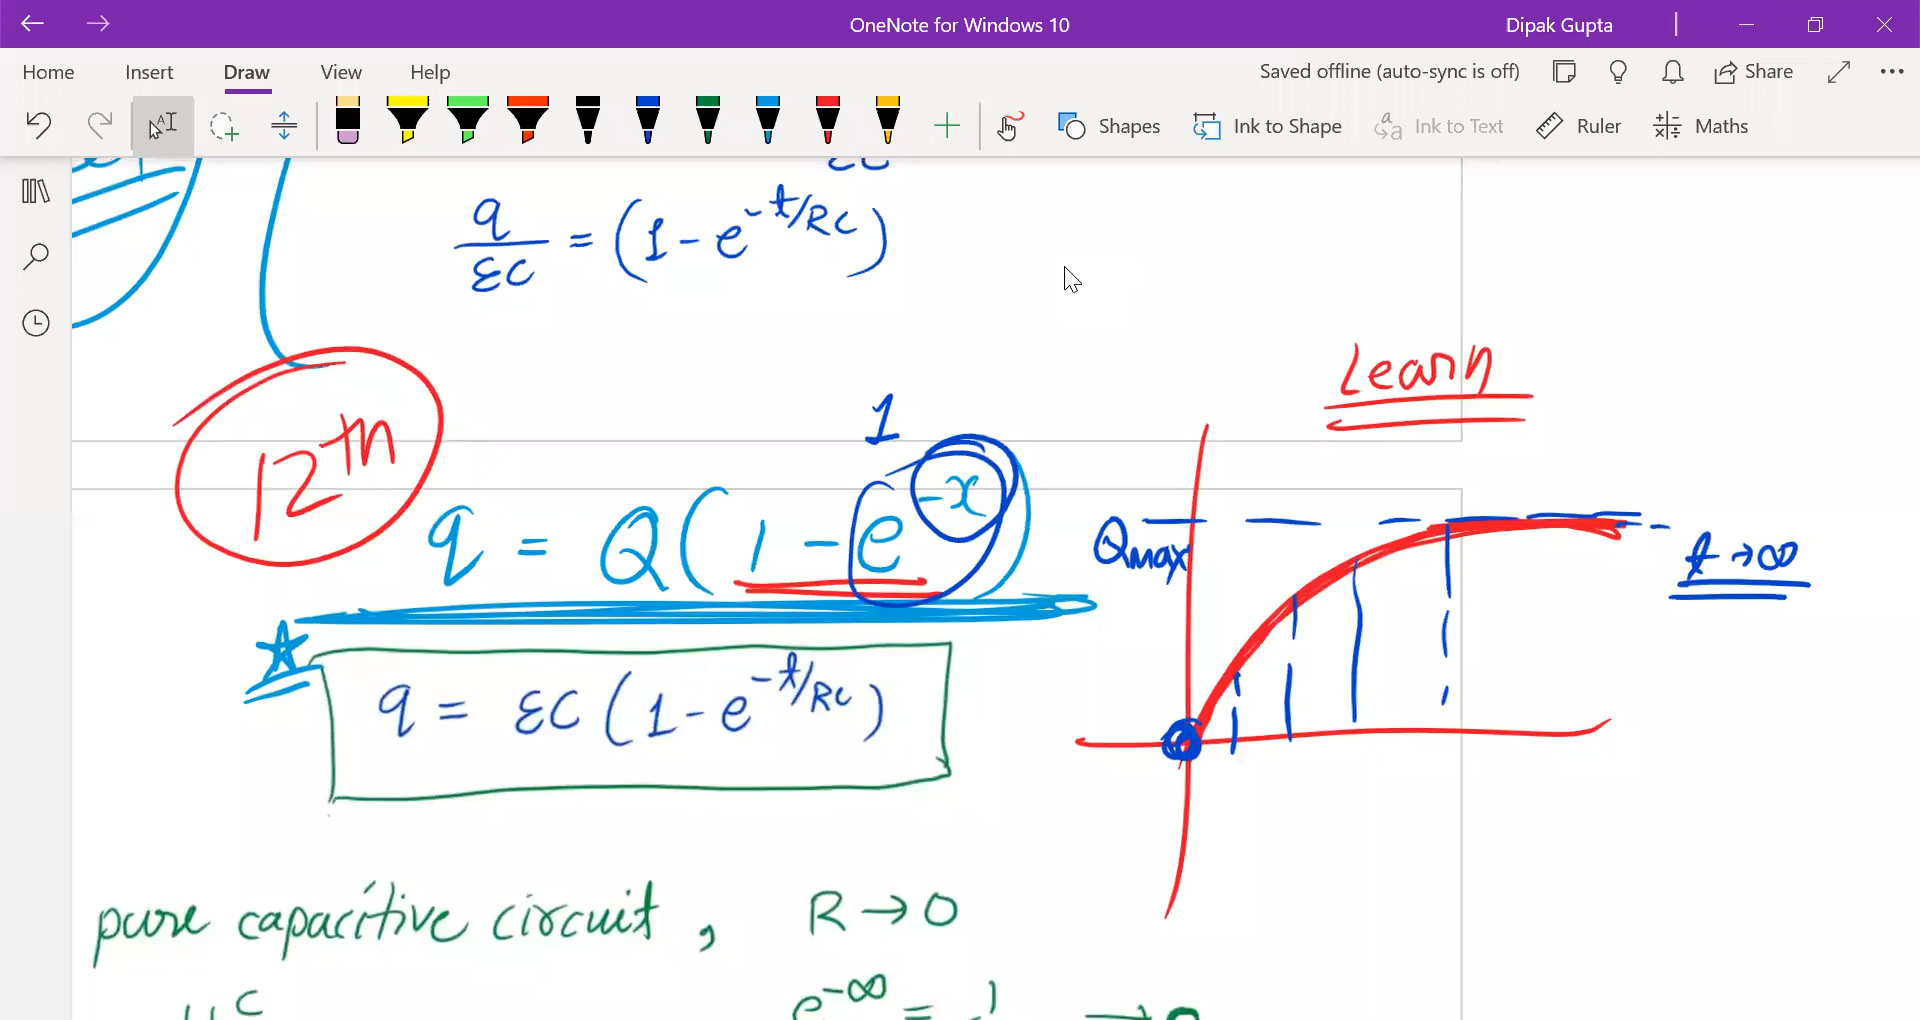 OneNote for Windows 10
Dipak Gupta
Home Insert Draw View Help
Saved offline (auto-sync is off) Share
Shapes Ink to Shape Ink to Text Ruler Maths
q/εC = (1 - e^-t/RC)
Learn
12th
1
q = Q(1 - e^-x)
Qmax
t→∞
q = εC (1 - e^-t/RC)
pure capacitive circuit, R → 0
C
e^-∞ = 1 → 0